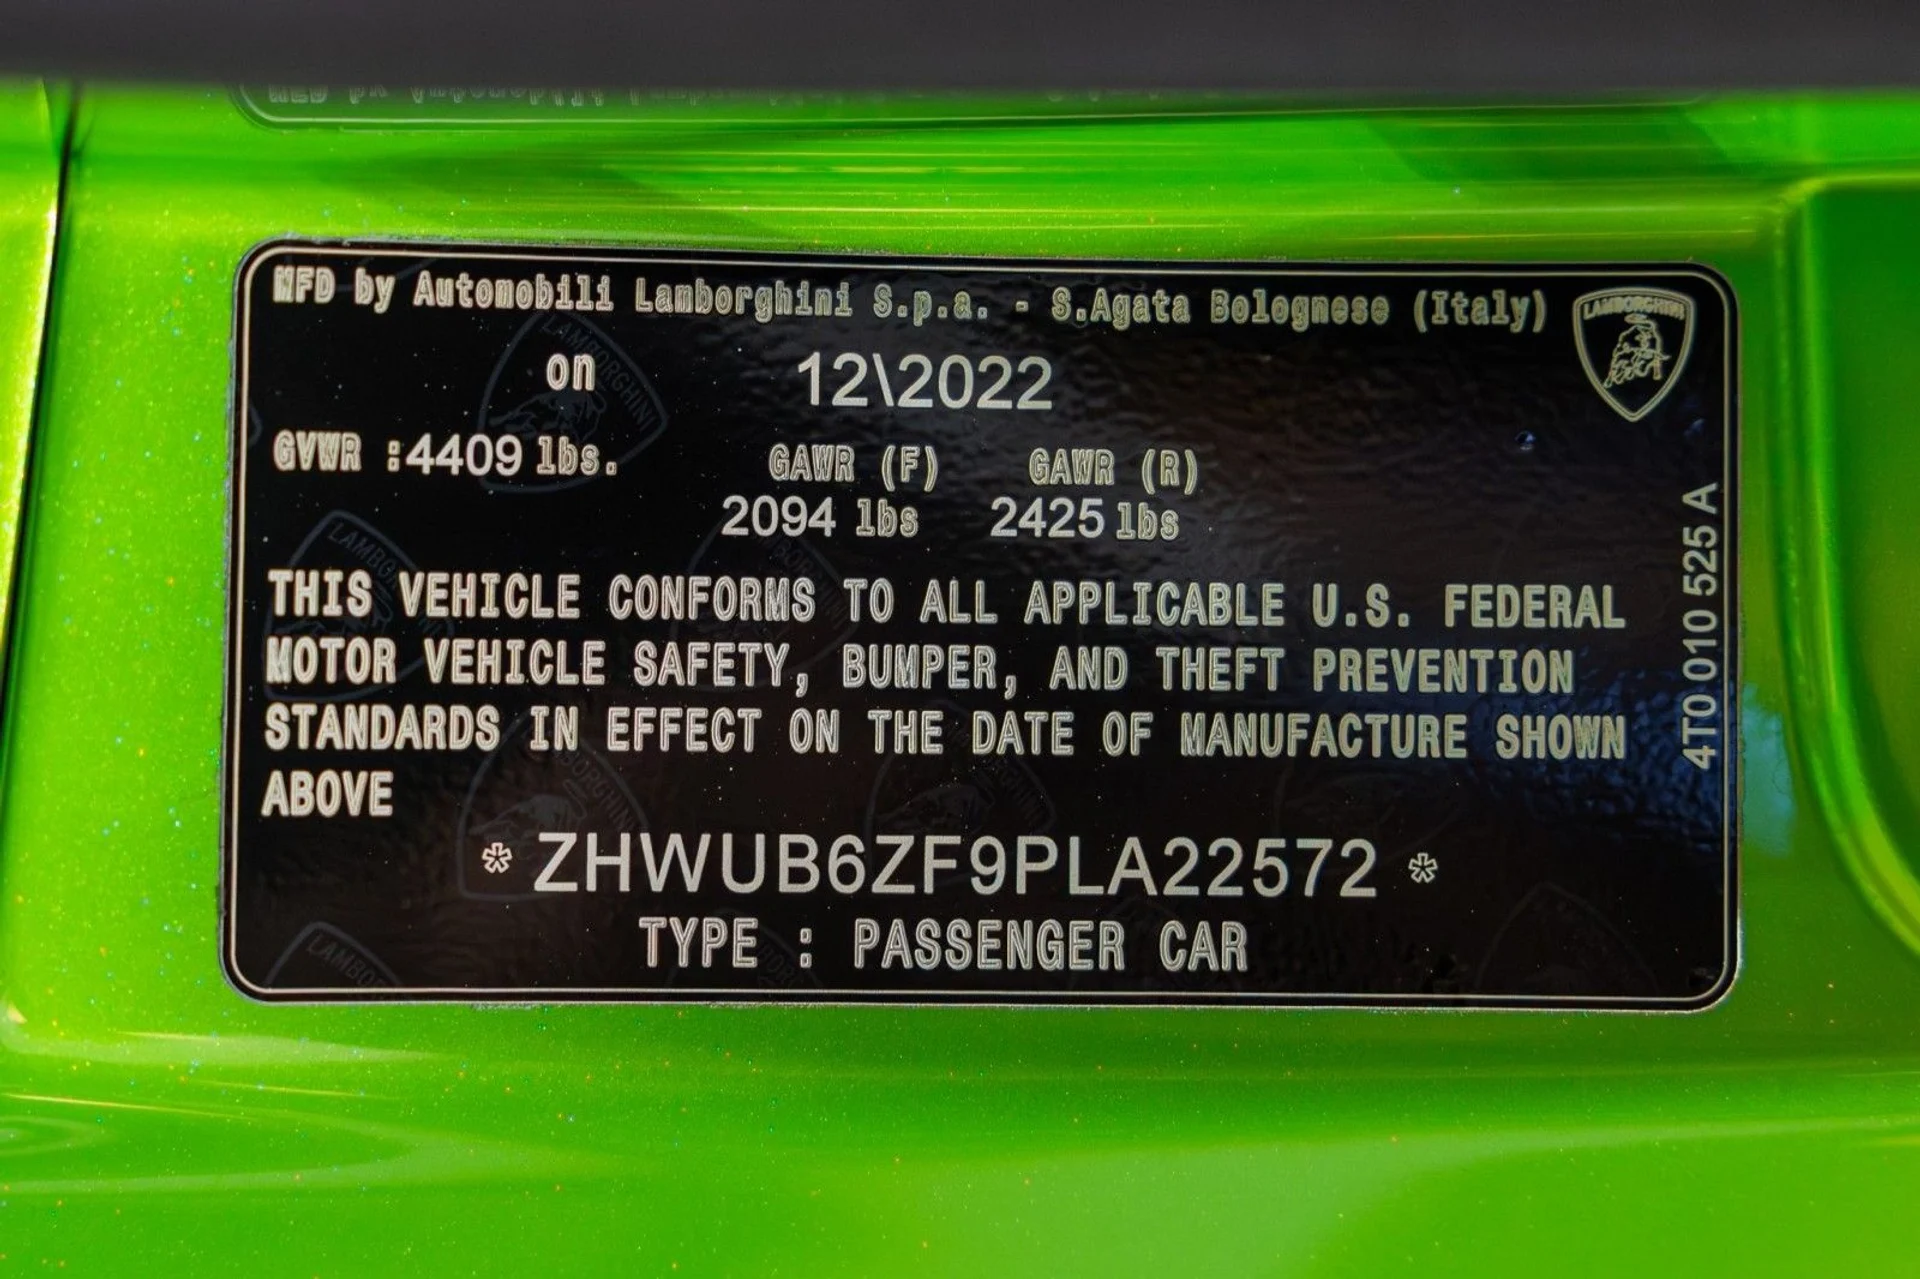 MFD by Automobili Lamborghini S.p.a. - S.Agata Bolognese (Italy)
LAMBORGHINI
on 12\2022
GVWR :4409 lbs. GAWR (F) GAWR (R)
2094 lbs 2425 lbs
THIS VEHICLE CONFORMS TO ALL APPLICABLE U.S. FEDERAL
MOTOR VEHICLE SAFETY, BUMPER, AND THEFT PREVENTION
STANDARDS IN EFFECT ON THE DATE OF MANUFACTURE SHOWN
ABOVE
* ZHWUB6ZF9PLA22572 *
TYPE : PASSENGER CAR
4T0 010 525 A